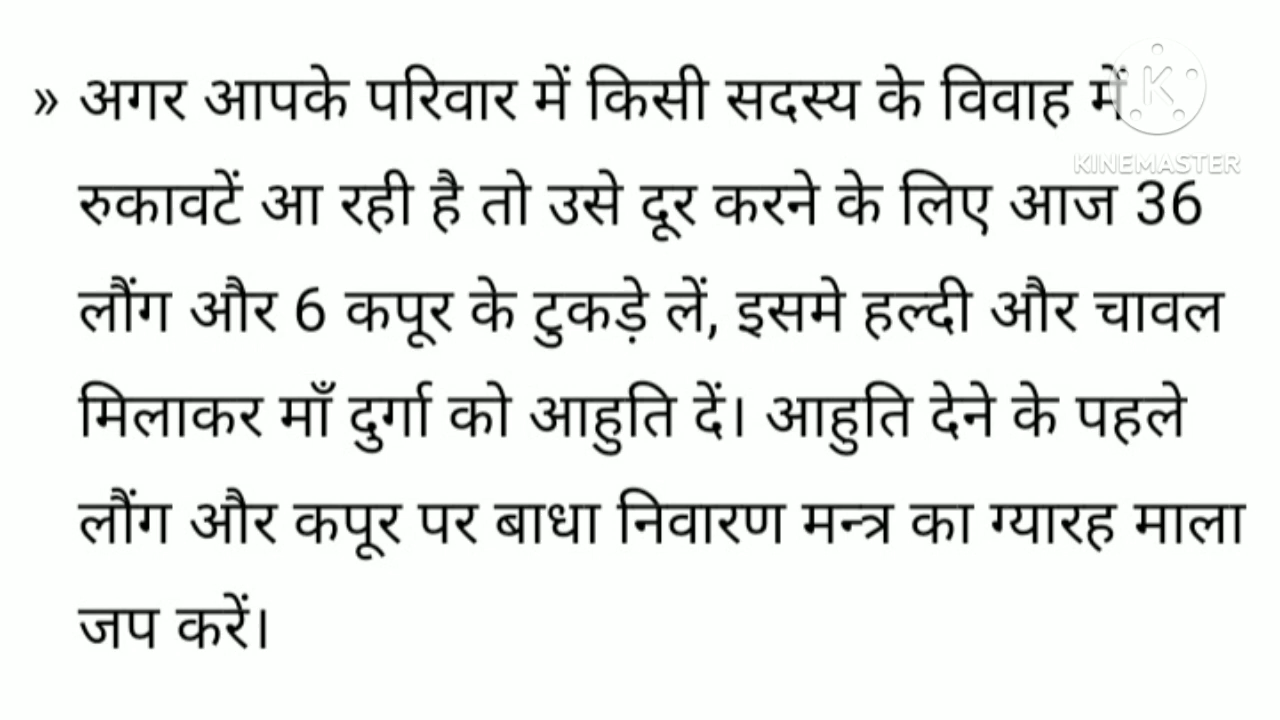 » अगर आपके परिवार में किसी सदस्य के विवाह में
KINEMASTER
रुकावटें आ रही है तो उसे दूर करने के लिए आज 36
लौंग और 6 कपूर के टुकड़े लें, इसमे हल्दी और चावल
मिलाकर माँ दुर्गा को आहुति दें। आहुति देने के पहले
लौंग और कपूर पर बाधा निवारण मन्त्र का ग्यारह माला
जप करें।